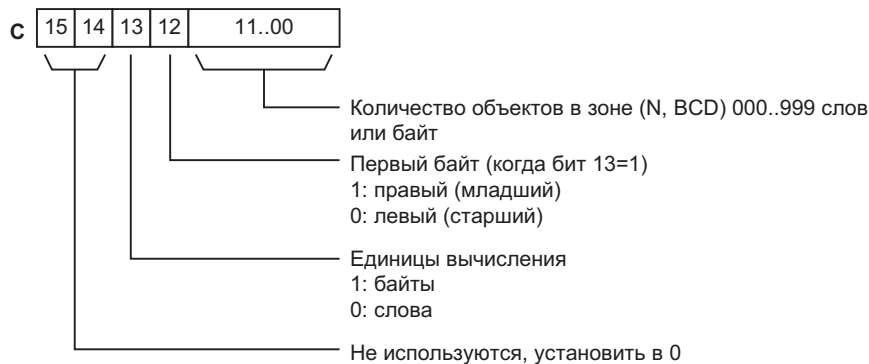 C 15 14 13 12 11..00
Количество объектов в зоне (N, BCD) 000..999 слов
или байт
Первый байт (когда бит 13=1)
1: правый (младший)
0: левый (старший)
Единицы вычисления
1: байты
0: слова
Не используются, установить в 0